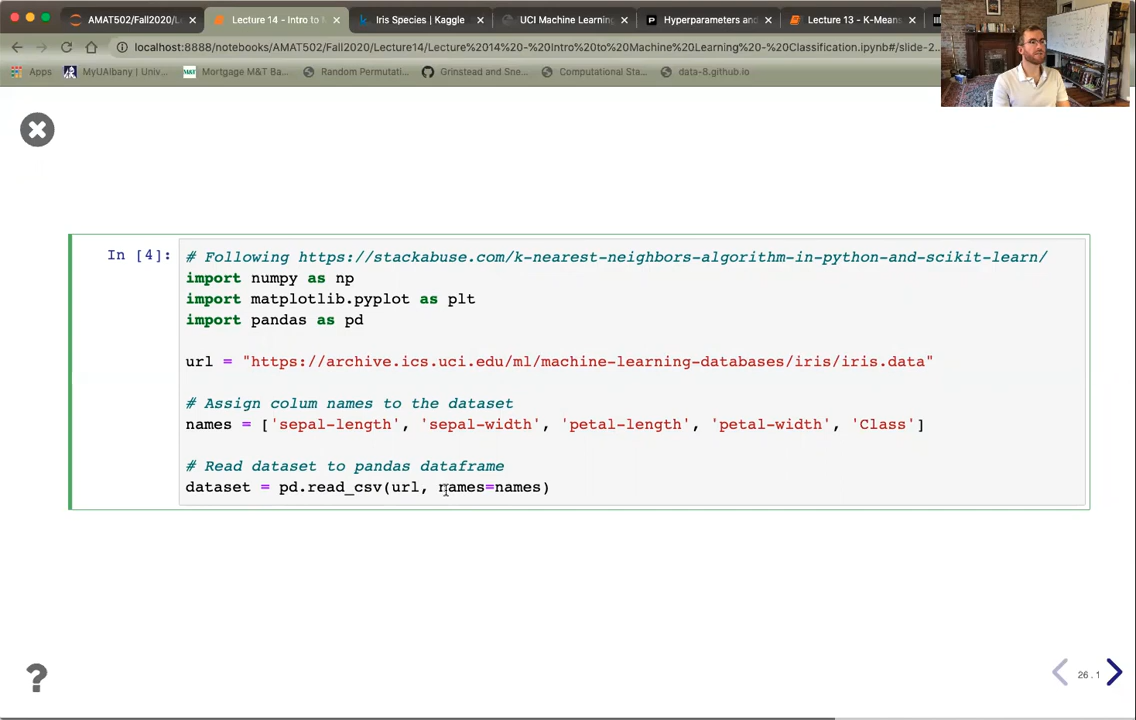 AMAT502/Fall2020/L
Lecture 14 - Intro to M
Iris Species | Kaggle
UCI Machine Learning
Hyperparameters and
Lecture 13 - K-Means
localhost:8888/notebooks/AMAT502/Fall2020/Lecture14/Lecture%2014%20-%20Intro%20to%20Machine%20Learning%20-%20Classification.ipynb#/slide-2...
Apps
MyUAlbany | Univ...
M&T
Mortgage M&T Ba...
Random Permutati...
Grinstead and Sne...
Computational Sta...
data-8.github.io
In [4]:
# Following https://stackabuse.com/k-nearest-neighbors-algorithm-in-python-and-scikit-learn/
import numpy as np
import matplotlib.pyplot as plt
import pandas as pd
url = "https://archive.ics.uci.edu/ml/machine-learning-databases/iris/iris.data"
# Assign colum names to the dataset
names = ['sepal-length', 'sepal-width', 'petal-length', 'petal-width', 'Class']
# Read dataset to pandas dataframe
dataset = pd.read_csv(url, names=names)
?
26.1